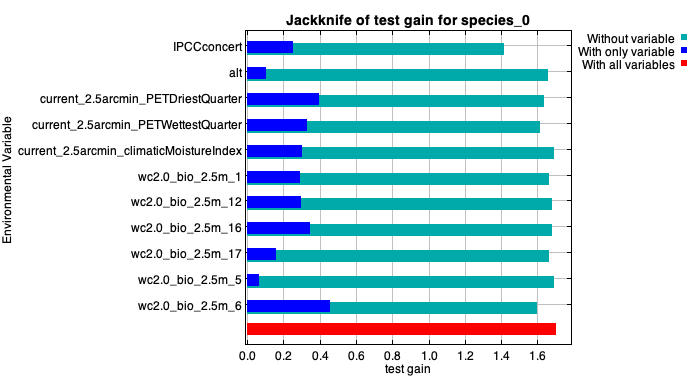 Jackknife of test gain for species_0
Without variable
With only variable
With all variables
Environmental Variable
IPCCconcert
alt
current_2.5arcmin_PETDriestQuarter
current_2.5arcmin_PETWettestQuarter
current_2.5arcmin_climaticMoistureIndex
wc2.0_bio_2.5m_1
wc2.0_bio_2.5m_12
wc2.0_bio_2.5m_16
wc2.0_bio_2.5m_17
wc2.0_bio_2.5m_5
wc2.0_bio_2.5m_6
0.0 0.2 0.4 0.6 0.8 1.0 1.2 1.4 1.6
test gain